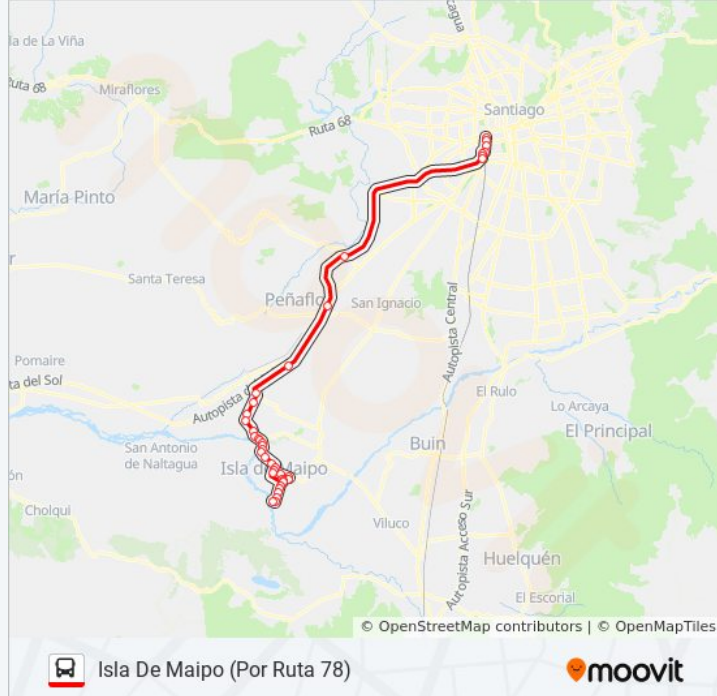 la de La Viña
Ruta 68
Miraflores
Santiago
Ruta 68
María Pinto
Santa Teresa
Peñaflo
San Ignacio
Autopista Central
Pomaire
ta del Sol
Autopista
El Rulo
Lo Arcaya
El Principal
San Antonio
de Naltagua
Buin
Isla de Maipo
Cholqui
Viluco
Autopista Acceso Sur
Huelquén
El Escorial
© OpenStreetMap contributors | © OpenMapTiles
Isla De Maipo (Por Ruta 78)
moovit